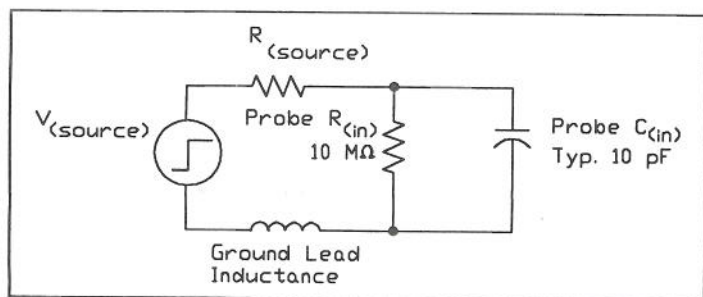 R(source)
V(source)
Probe R(in)
10 MΩ
Probe C(in)
Typ. 10 pF
Ground Lead
Inductance